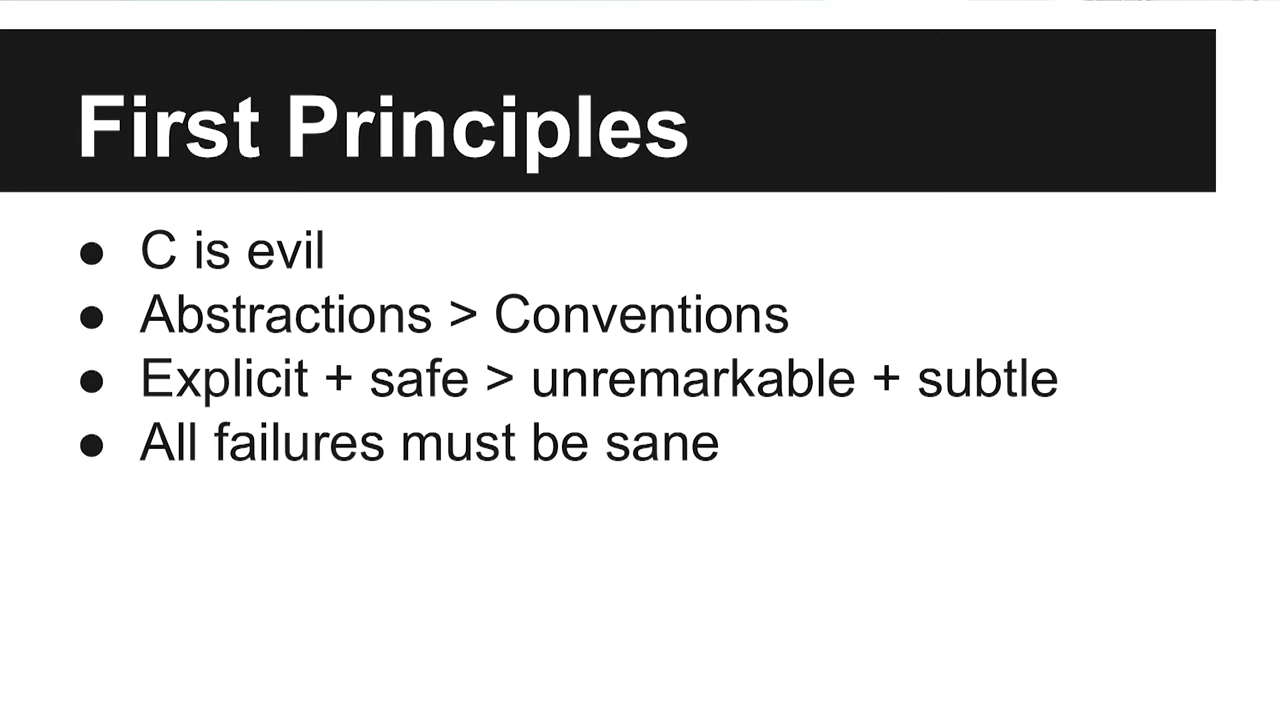 First Principles
● C is evil
● Abstractions > Conventions
● Explicit + safe > unremarkable + subtle
● All failures must be sane